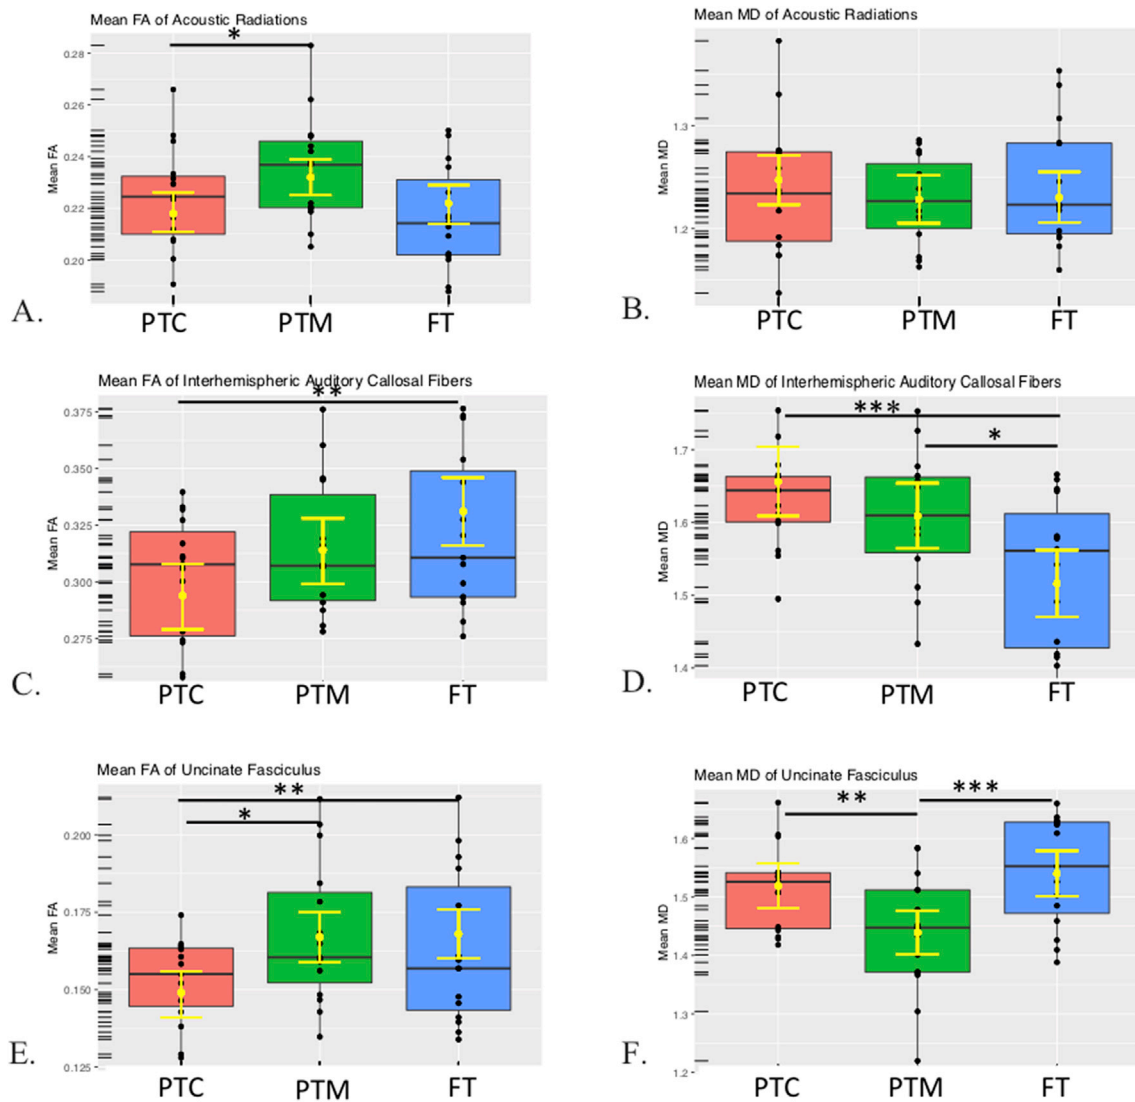 Mean FA of Acoustic Radiations
*
Mean FA
0.28
0.26
0.24
0.22
0.20
A.
PTC PTM FT
Mean MD of Acoustic Radiations
Mean MD
1.3
1.2
B.
PTC PTM FT
Mean FA of Interhemispheric Auditory Callosal Fibers
**
Mean FA
0.375
0.350
0.325
0.300
0.275
C.
PTC PTM FT
Mean MD of Interhemispheric Auditory Callosal Fibers
***
*
Mean MD
1.7
1.6
1.5
1.4
D.
PTC PTM FT
Mean FA of Uncinate Fasciculus
**
*
Mean FA
0.200
0.175
0.150
0.125
E.
PTC PTM FT
Mean MD of Uncinate Fasciculus
**
***
Mean MD
1.6
1.5
1.4
1.3
1.2
F.
PTC PTM FT